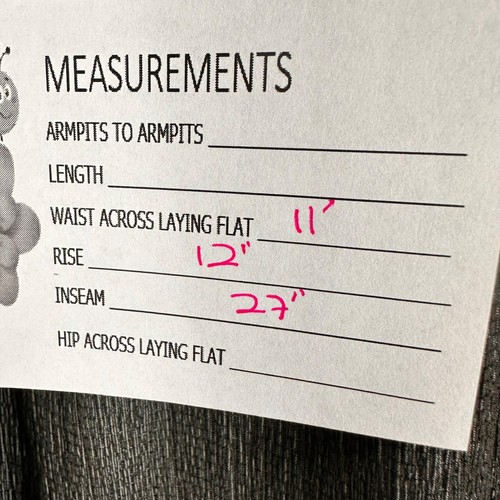 MEASUREMENTS
ARMPITS TO ARMPITS
LENGTH
WAIST ACROSS LAYING FLAT 11'
RISE 12"
INSEAM 27"
HIP ACROSS LAYING FLAT